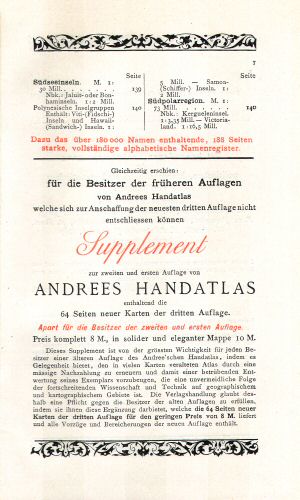 7
Seite
Südseeinseln. M. 1:
30 Mill. . . . . . 139
Nbk.: Jaluit- oder Bon-
haminseln. 1:2 Mill.
Polynesische Inselgruppen 140
Enthält: Viti-(Fidschi-)
Inseln und Hawaii-
(Sandwich-) Inseln. 1:
Seite
5 Mill. — Samoa-
(Schiffer-) Inseln. 1:
2 Mill.
Südpolarregion. M. 1:
75 Mill. . . . . . 140
Nbk.: Kergueleninsel.
1:3,35 Mill. — Victoria-
land. 1:16,5 Mill.
Dazu das über 180000 Namen enthaltende, 188 Seiten
starke, vollständige alphabetische Namenregister.
Gleichzeitig erschien:
für die Besitzer der früheren Auflagen
von Andrees Handatlas
welche sich zur Anschaffung der neuesten dritten Auflage nicht
entschliessen können
Supplement
zur zweiten und ersten Auflage von
ANDREES HANDATLAS
enthaltend die
64 Seiten neuer Karten der dritten Auflage.
Apart für die Besitzer der zweiten und ersten Auflage.
Preis komplett 8 M., in solider und eleganter Mappe 10 M.
Dieses Supplement ist von der grössten Wichtigkeit für jeden Be-
sitzer einer älteren Auflage des Andree'schen Handatlas, indem es
Gelegenheit bietet, den in vielen Karten veralteten Atlas durch eine
mässige Nachzahlung zu erneuern und damit einer betrübenden Ent-
wertung seines Exemplars vorzubeugen, die eine unvermeidliche Folge
der fortschreitenden Wissenschaft und Technik auf geographischem
und kartographischem Gebiete ist. Die Verlagshandlung glaubt des-
halb eine Pflicht gegen die Besitzer der alten Auflagen zu erfüllen,
indem sie ihnen diese Ergänzung darbietet, welche die 64 Seiten neuer
Karten der dritten Auflage für den geringen Preis von 8 M. liefert
und alle Vorzüge und Bereicherungen der neuen Auflage enthält.